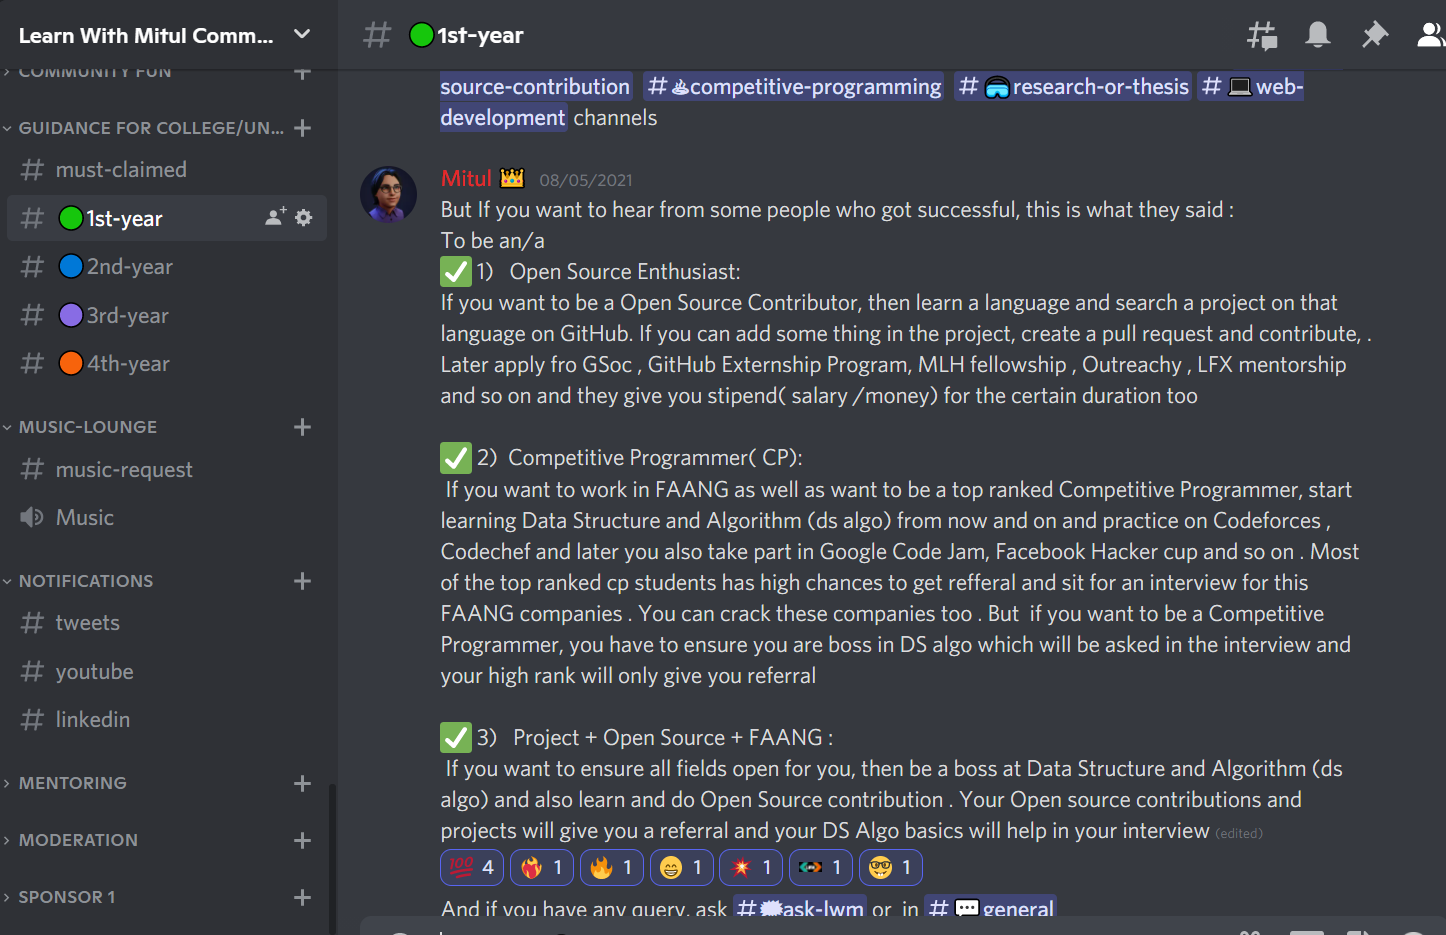 Learn With Mitul Comm...
COMMUNITY FUN
GUIDANCE FOR COLLEGE/UN...
# must-claimed
# 1st-year
# 2nd-year
# 3rd-year
# 4th-year
MUSIC-LOUNGE
# music-request
Music
NOTIFICATIONS
# tweets
# youtube
# linkedin
MENTORING
MODERATION
SPONSOR 1
# 1st-year
source-contribution # ♨competitive-programming # 🥽research-or-thesis # 💻web-
development channels
Mitul 👑 08/05/2021
But If you want to hear from some people who got successful, this is what they said :
To be an/a
✅ 1) Open Source Enthusiast:
If you want to be a Open Source Contributor, then learn a language and search a project on that
language on GitHub. If you can add some thing in the project, create a pull request and contribute, .
Later apply fro GSoc , GitHub Externship Program, MLH fellowship , Outreachy , LFX mentorship
and so on and they give you stipend( salary /money) for the certain duration too
✅ 2) Competitive Programmer( CP):
If you want to work in FAANG as well as want to be a top ranked Competitive Programmer, start
learning Data Structure and Algorithm (ds algo) from now and on and practice on Codeforces ,
Codechef and later you also take part in Google Code Jam, Facebook Hacker cup and so on . Most
of the top ranked cp students has high chances to get refferal and sit for an interview for this
FAANG companies . You can crack these companies too . But if you want to be a Competitive
Programmer, you have to ensure you are boss in DS algo which will be asked in the interview and
your high rank will only give you referral
✅ 3) Project + Open Source + FAANG :
If you want to ensure all fields open for you, then be a boss at Data Structure and Algorithm (ds
algo) and also learn and do Open Source contribution . Your Open source contributions and
projects will give you a referral and your DS Algo basics will help in your interview (edited)
💯 4 ❤️‍🔥 1 🔥 1 😄 1 💥 1 1 🤓 1
And if you have any query, ask # ask-lwm or in # 💬general